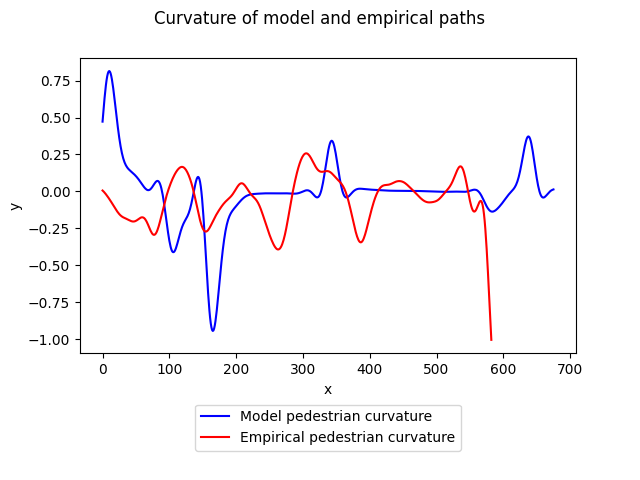 Curvature of model and empirical paths
y
0.75
0.50
0.25
0.00
−0.25
−0.50
−0.75
−1.00
0 100 200 300 400 500 600 700
x
Model pedestrian curvature
Empirical pedestrian curvature